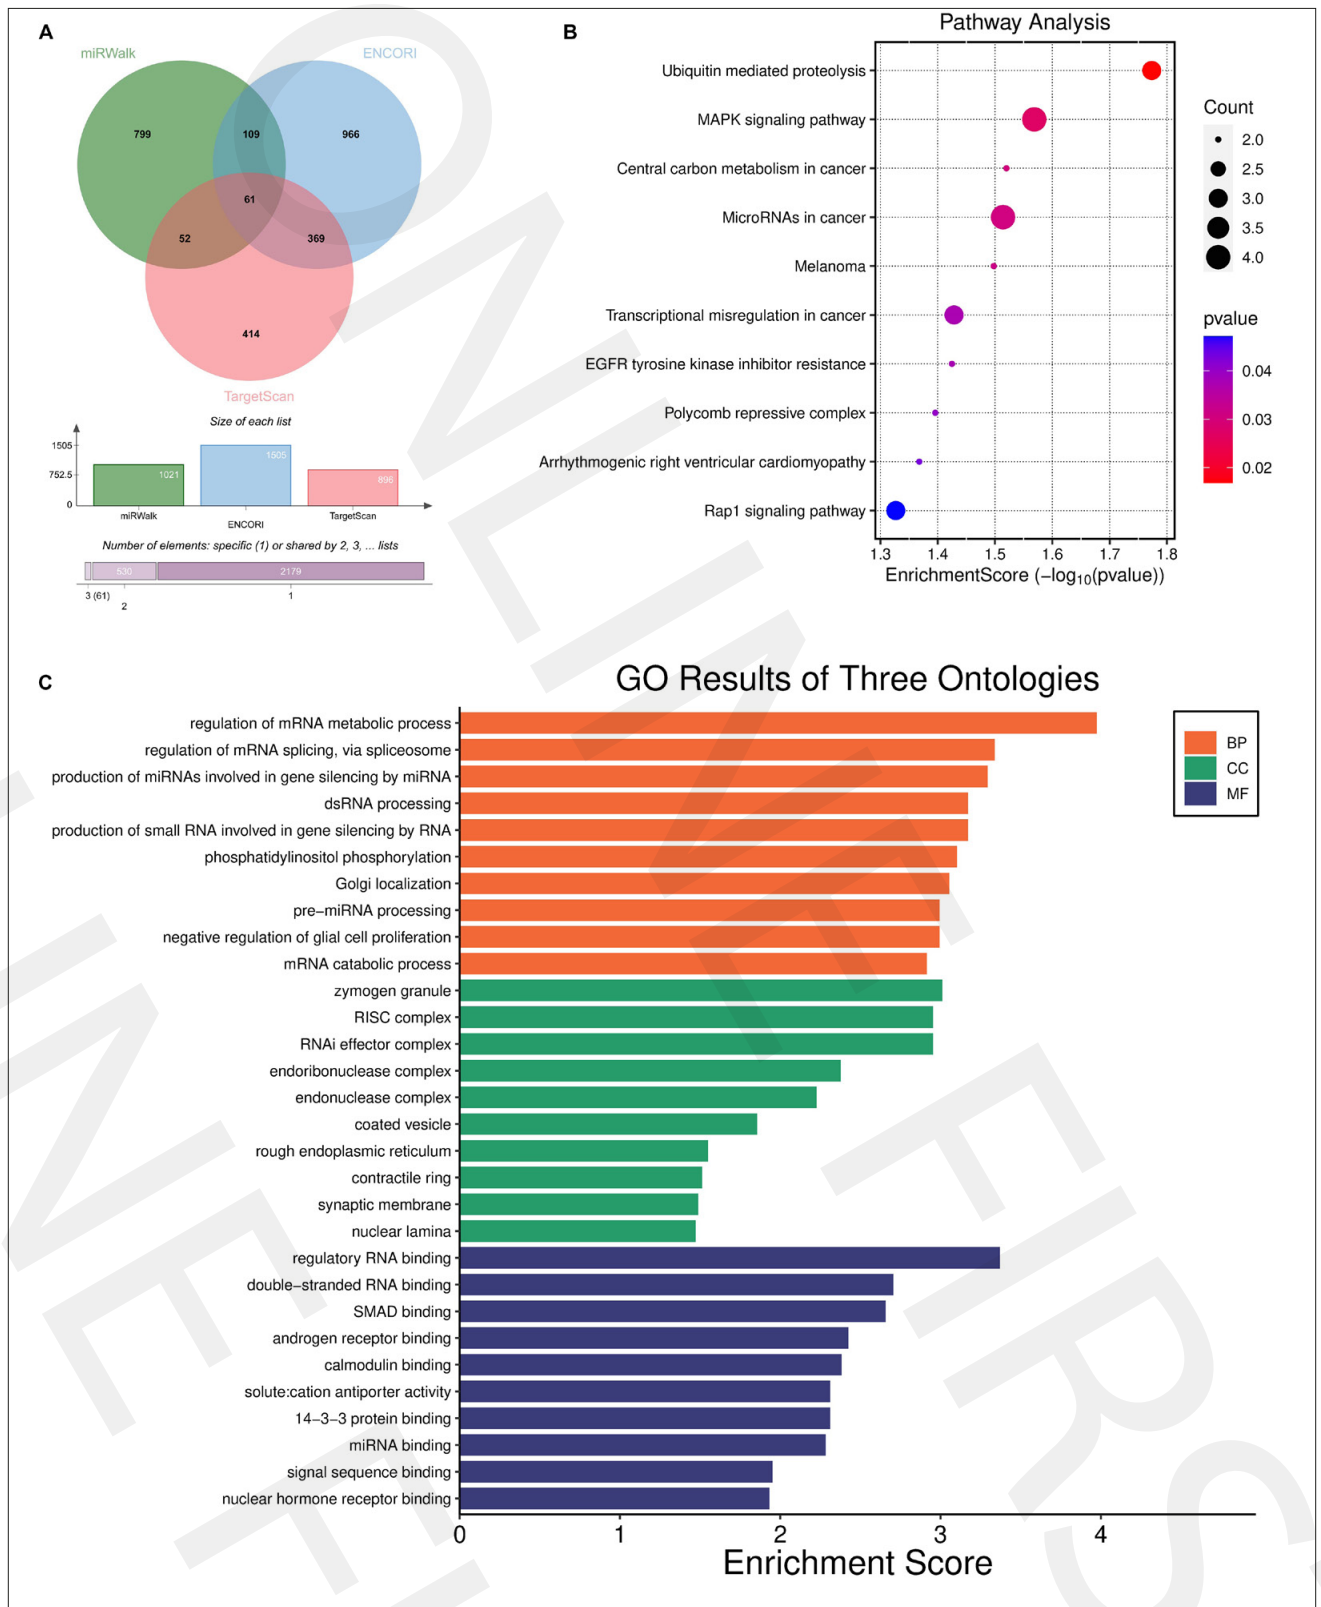 A
miRWalk
ENCORI
799
109
966
61
52
369
414
TargetScan
Size of each list
1505
752.5
0
1021
1505
896
miRWalk
ENCORI
TargetScan
Number of elements: specific (1) or shared by 2, 3, ... lists
530
2179
3 (61)
2
1
B
Pathway Analysis
Ubiquitin mediated proteolysis
MAPK signaling pathway
Central carbon metabolism in cancer
MicroRNAs in cancer
Melanoma
Transcriptional misregulation in cancer
EGFR tyrosine kinase inhibitor resistance
Polycomb repressive complex
Arrhythmogenic right ventricular cardiomyopathy
Rap1 signaling pathway
1.3 1.4 1.5 1.6 1.7 1.8
EnrichmentScore (−log10(pvalue))
Count
2.0
2.5
3.0
3.5
4.0
pvalue
0.04
0.03
0.02
C
GO Results of Three Ontologies
regulation of mRNA metabolic process
regulation of mRNA splicing, via spliceosome
production of miRNAs involved in gene silencing by miRNA
dsRNA processing
production of small RNA involved in gene silencing by RNA
phosphatidylinositol phosphorylation
Golgi localization
pre−miRNA processing
negative regulation of glial cell proliferation
mRNA catabolic process
zymogen granule
RISC complex
RNAi effector complex
endoribonuclease complex
endonuclease complex
coated vesicle
rough endoplasmic reticulum
contractile ring
synaptic membrane
nuclear lamina
regulatory RNA binding
double−stranded RNA binding
SMAD binding
androgen receptor binding
calmodulin binding
solute:cation antiporter activity
14−3−3 protein binding
miRNA binding
signal sequence binding
nuclear hormone receptor binding
0 1 2 3 4
Enrichment Score
BP
CC
MF
ONLINE FIRST